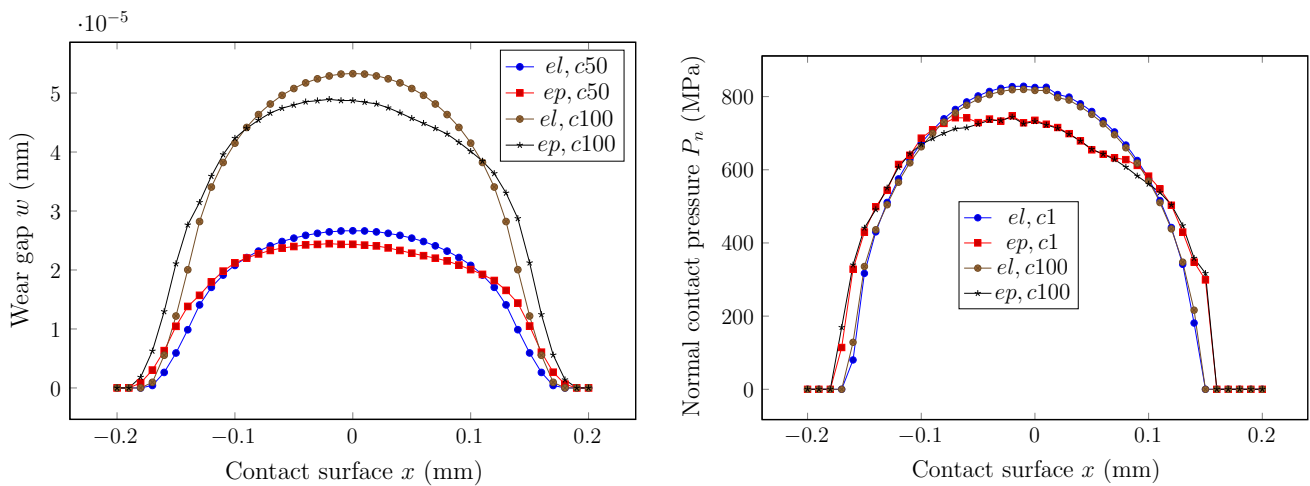 ·10⁻⁵
Wear gap w (mm)
5
4
3
2
1
0
−0.2
−0.1
0
0.1
0.2
Contact surface x (mm)
el, c50
ep, c50
el, c100
ep, c100
Normal contact pressure Pₙ (MPa)
800
600
400
200
0
−0.2
−0.1
0
0.1
0.2
Contact surface x (mm)
el, c1
ep, c1
el, c100
ep, c100